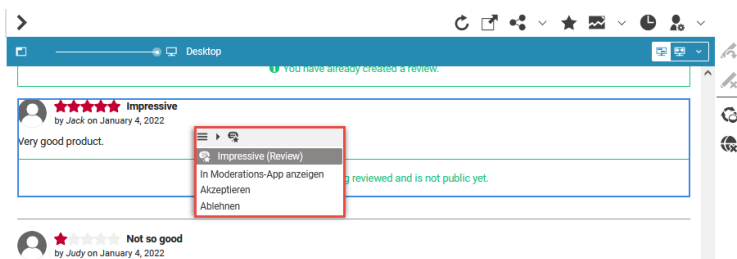 Desktop
You have already created a review.
Impressive
by Jack on January 4, 2022
Very good product.
Impressive (Review)
In Moderations-App anzeigen
Akzeptieren
Ablehnen
g reviewed and is not public yet.
Not so good
by Judy on January 4, 2022